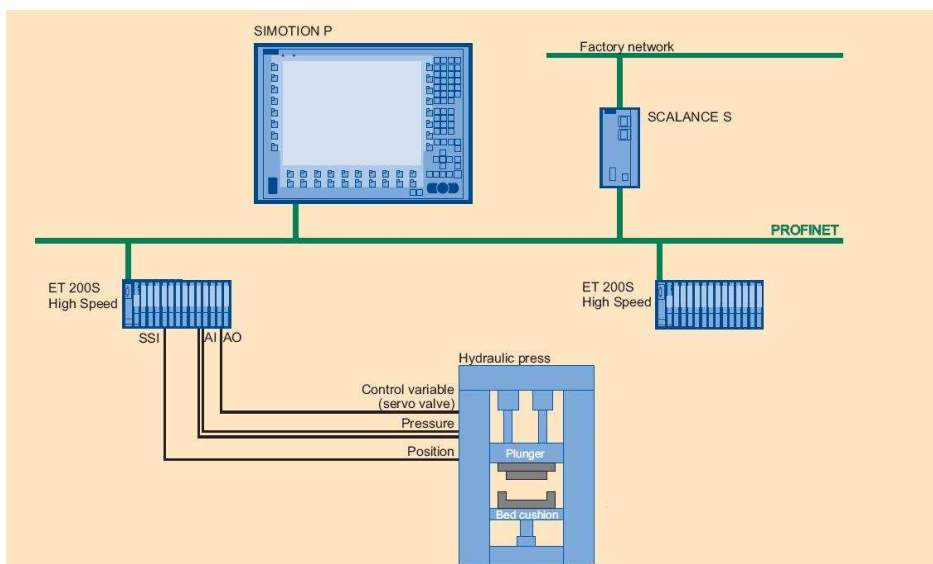 SIMOTION P
Factory network
SCALANCE S
PROFINET
ET 200S
High Speed
ET 200S
High Speed
SSI
AI
AO
Hydraulic press
Control variable
(servo valve)
Pressure
Position
Plunger
Bed cushion